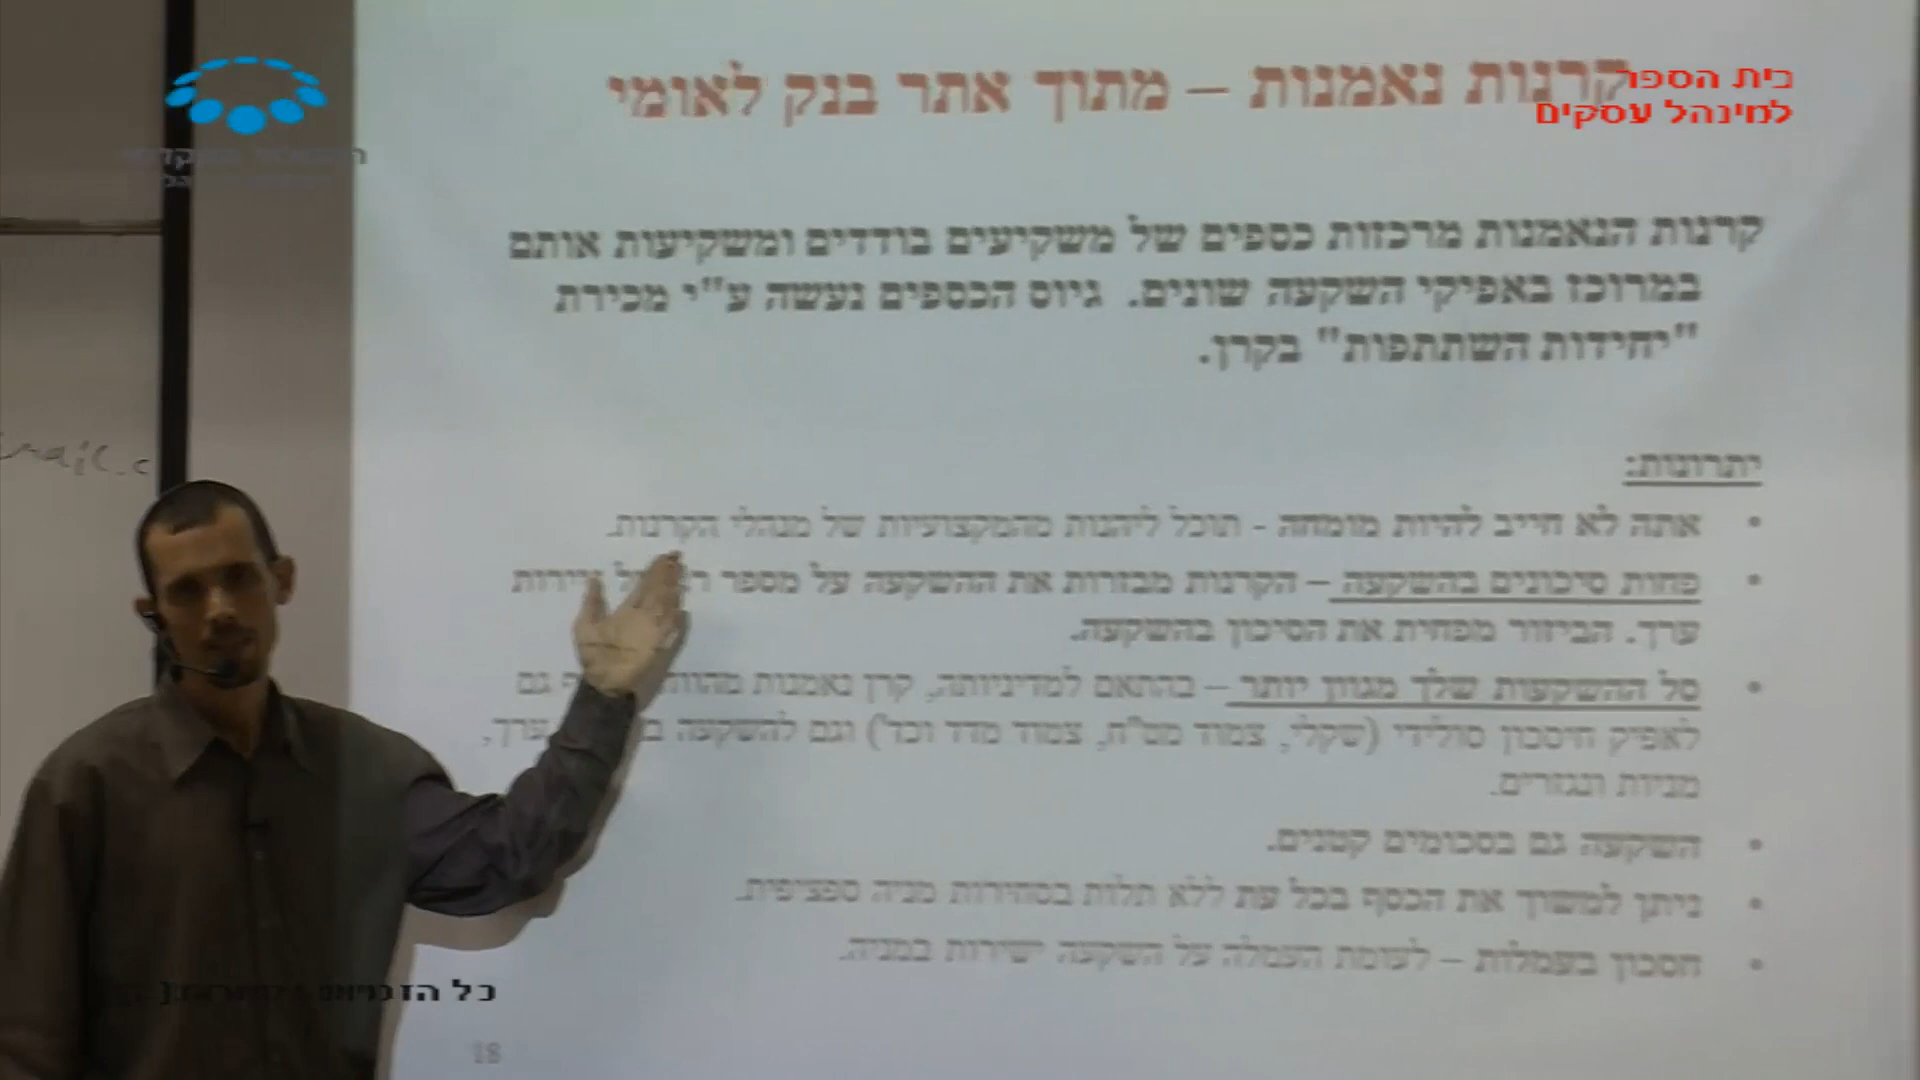 קרנות נאמנות – מתוך אתר בנק לאומי
בית הספר
למינהל עסקים
קרנות הנאמנות מרכזות כספים של משקיעים בודדים ומשקיעות אותם
במרוכז באפיקי השקעה שונים. גיוס הכספים נעשה ע"י מכירת
"יחידות השתתפות" בקרן.
יתרונות:
• אתה לא חייב להיות מומחה - תוכל ליהנות מהמקצועיות של מנהלי הקרנות.
• פחות סיכונים בהשקעה – הקרנות מבזרות את ההשקעה על מספר
ערך. הביזור מפחית את הסיכון בהשקעה.
• סל ההשקעות שלך מגוון יותר – בהתאם למדיניותה, קרן נאמנות גם
לאפיק חיסכון סולידי (שקלי, צמוד מט"ח, צמוד מדד וכד') וגם להשקעה ערך,
מניות ונגזרים.
• השקעה גם בסכומים קטנים.
• ניתן למשוך את הכסף בכל עת ללא תלות בסחירות מניה ספציפית.
• חסכון בעמלות – לעומת העמלה על השקעה ישירות במניה.
כל הזכויות
18